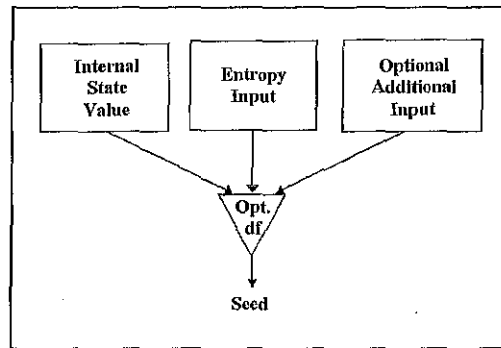 Internal
State
Value
Entropy
Input
Optional
Additional
Input
Opt.
df
Seed